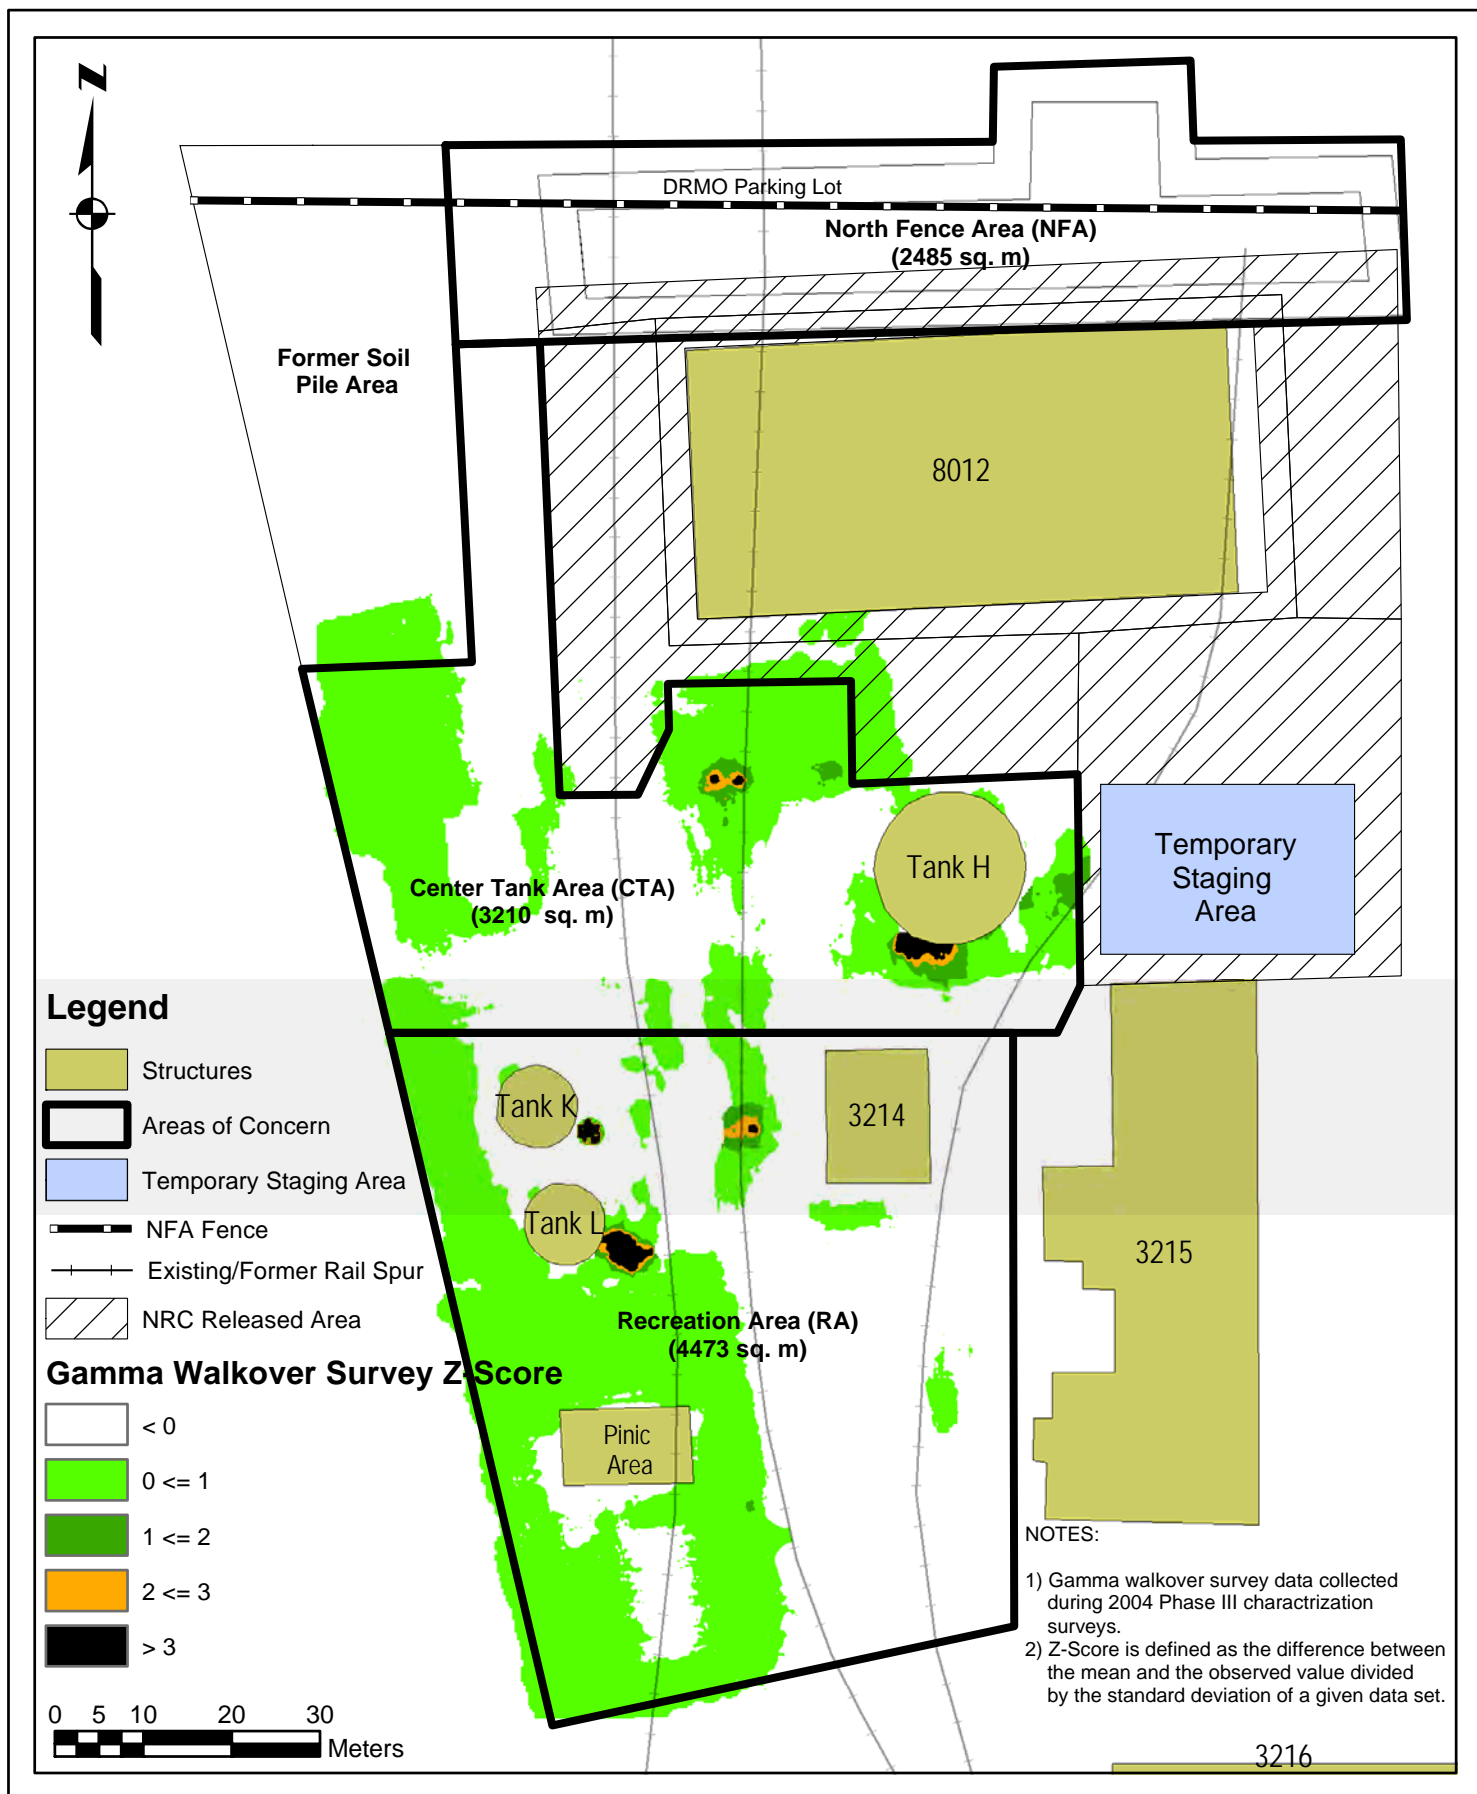 N
DRMO Parking Lot
North Fence Area (NFA)
(2485 sq. m)
Former Soil
Pile Area
8012
Tank H
Temporary
Staging
Area
Center Tank Area (CTA)
(3210 sq. m)
Legend
Structures
Areas of Concern
Temporary Staging Area
NFA Fence
Existing/Former Rail Spur
NRC Released Area
Tank K
3214
Tank L
3215
Recreation Area (RA)
(4473 sq. m)
Gamma Walkover Survey Z-Score
< 0
0 <= 1
1 <= 2
2 <= 3
> 3
Pinic
Area
NOTES:
1) Gamma walkover survey data collected
during 2004 Phase III charactrization
surveys.
2) Z-Score is defined as the difference between
the mean and the observed value divided
by the standard deviation of a given data set.
0 5 10 20 30
Meters
3216